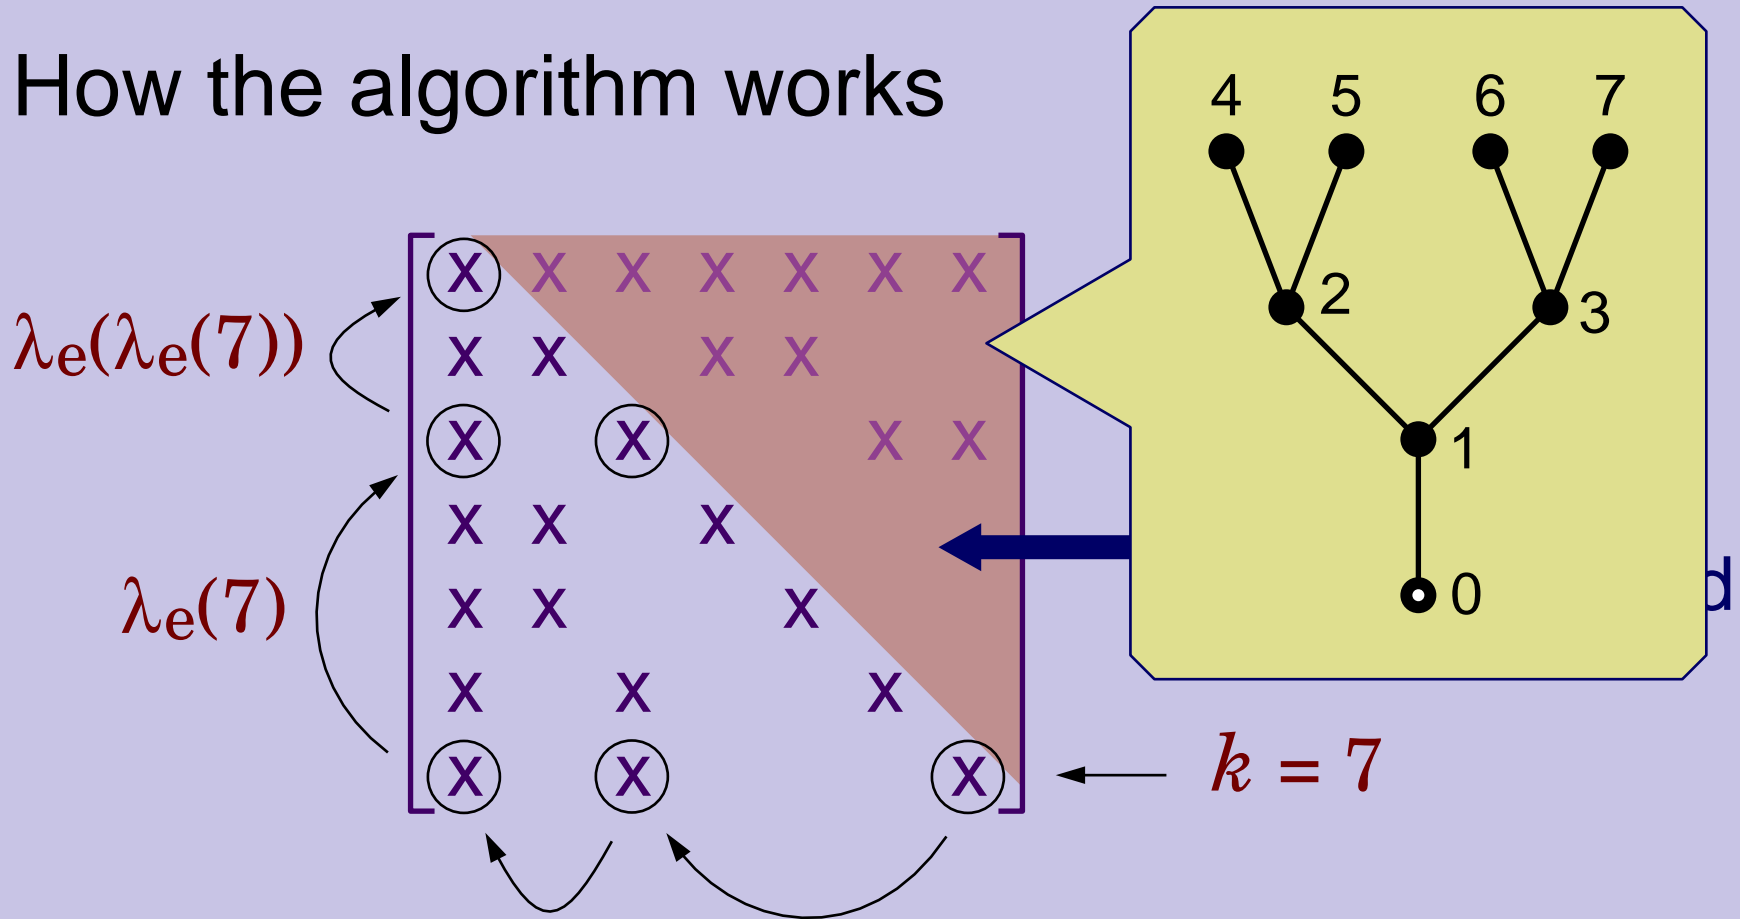 How the algorithm works
4 5 6 7
2 3
1
0
x x x x x x x
λe(λe(7))
x x x x
x x x x
x x x
λe(7)
x x x
x x x
x x x
k = 7
d